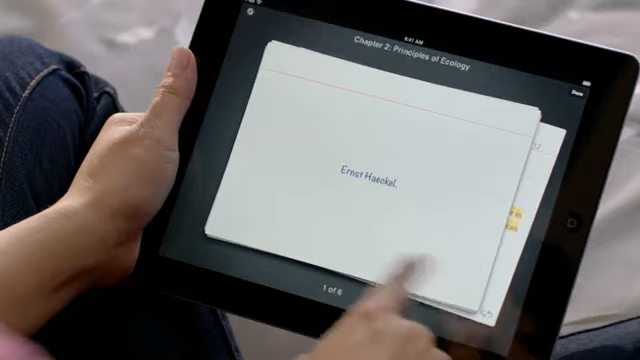 9:41 AM
Chapter 2: Principles of Ecology
Done
Ernst Haeckel.
1 of 6